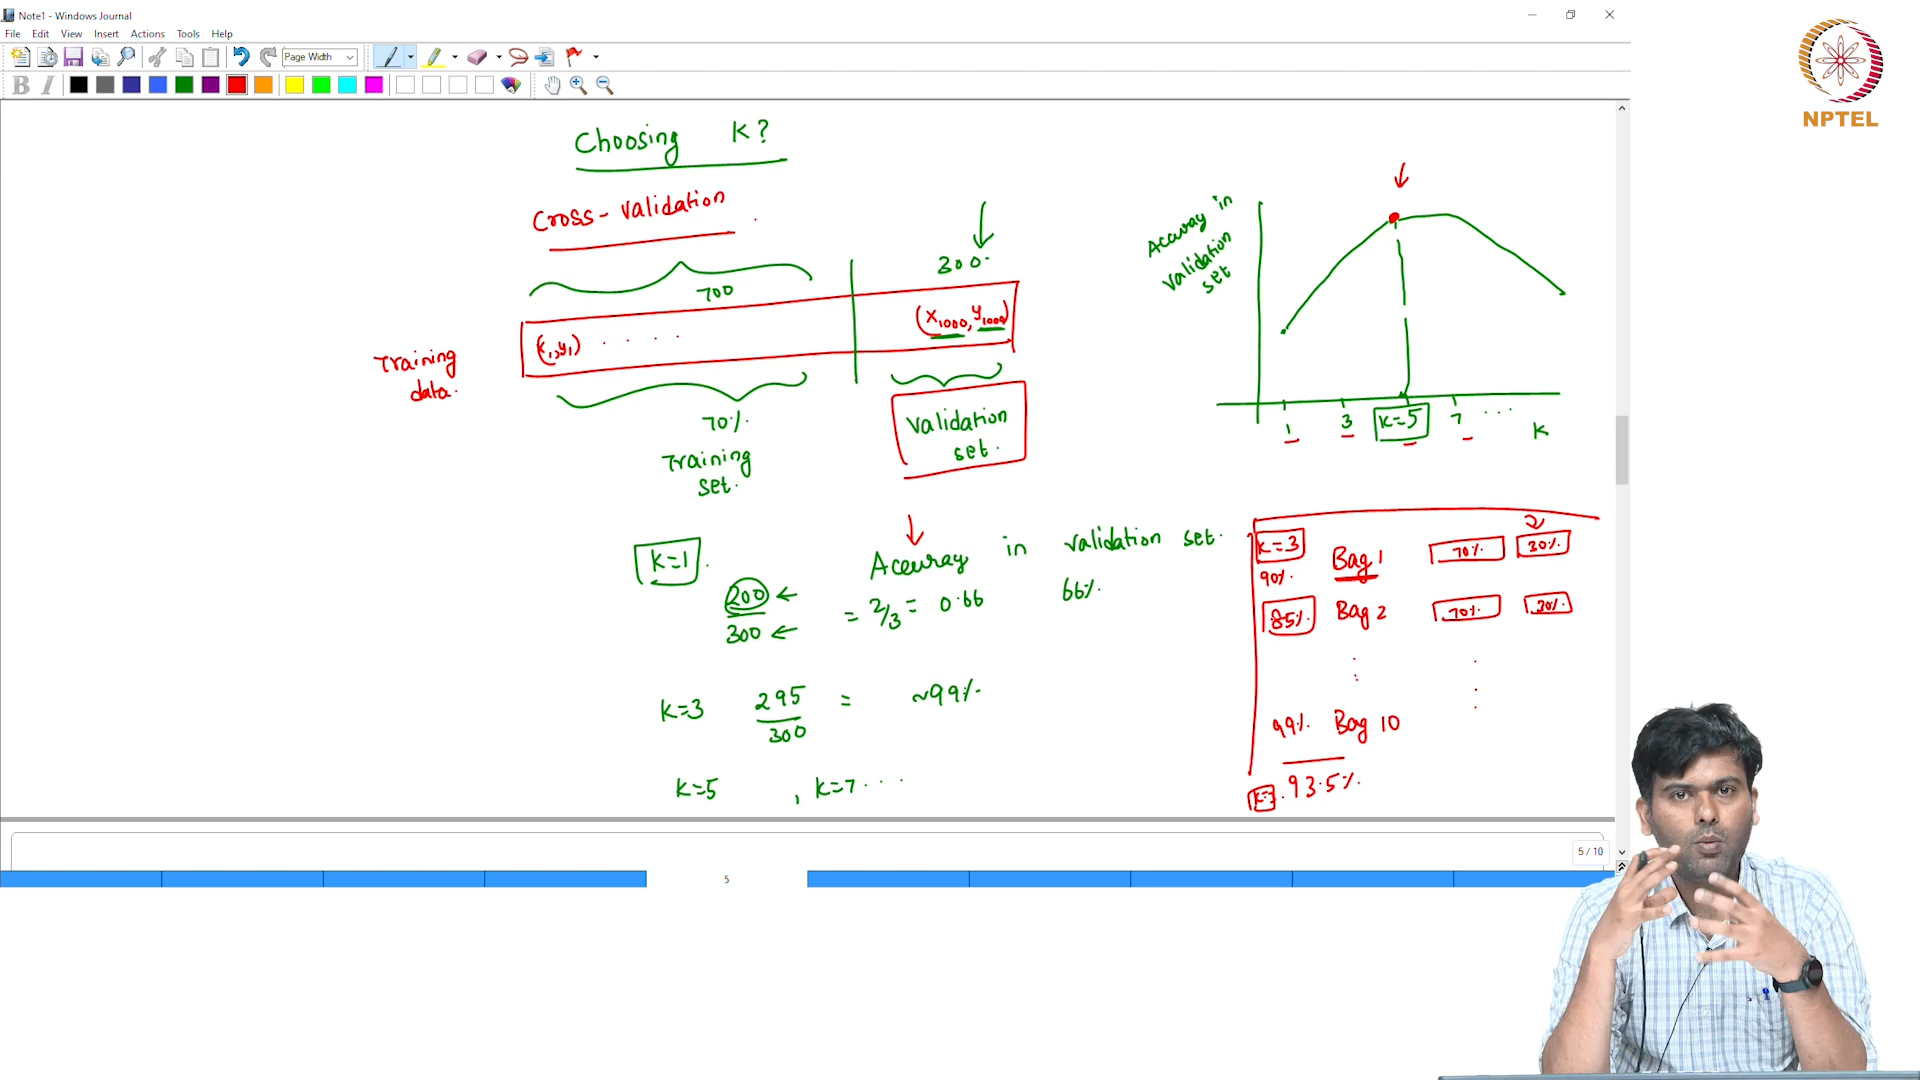 Note1 - Windows Journal
File Edit View Insert Actions Tools Help
Page Width
B I
NPTEL
Choosing K?
Cross-validation
700
300.
(x₁,y₁) . . . .
(x₁₀₀₀, y₁₀₀₀)
Training
data.
70%.
Training
set.
Validation
set.
Accuray in
validation
set
1 3 K=5 7 ...
K
K=1.
Accuray in validation set.
200
300
= 2/3 = 0.66
66%.
K=3
295
300
= ~99%
K=5 , K=7 . . .
K=3 Bag 1 70% 30%
90%.
85% Bag 2 70% 30%
99%. Bag 10
K=3. 93.5%.
5 / 10
5